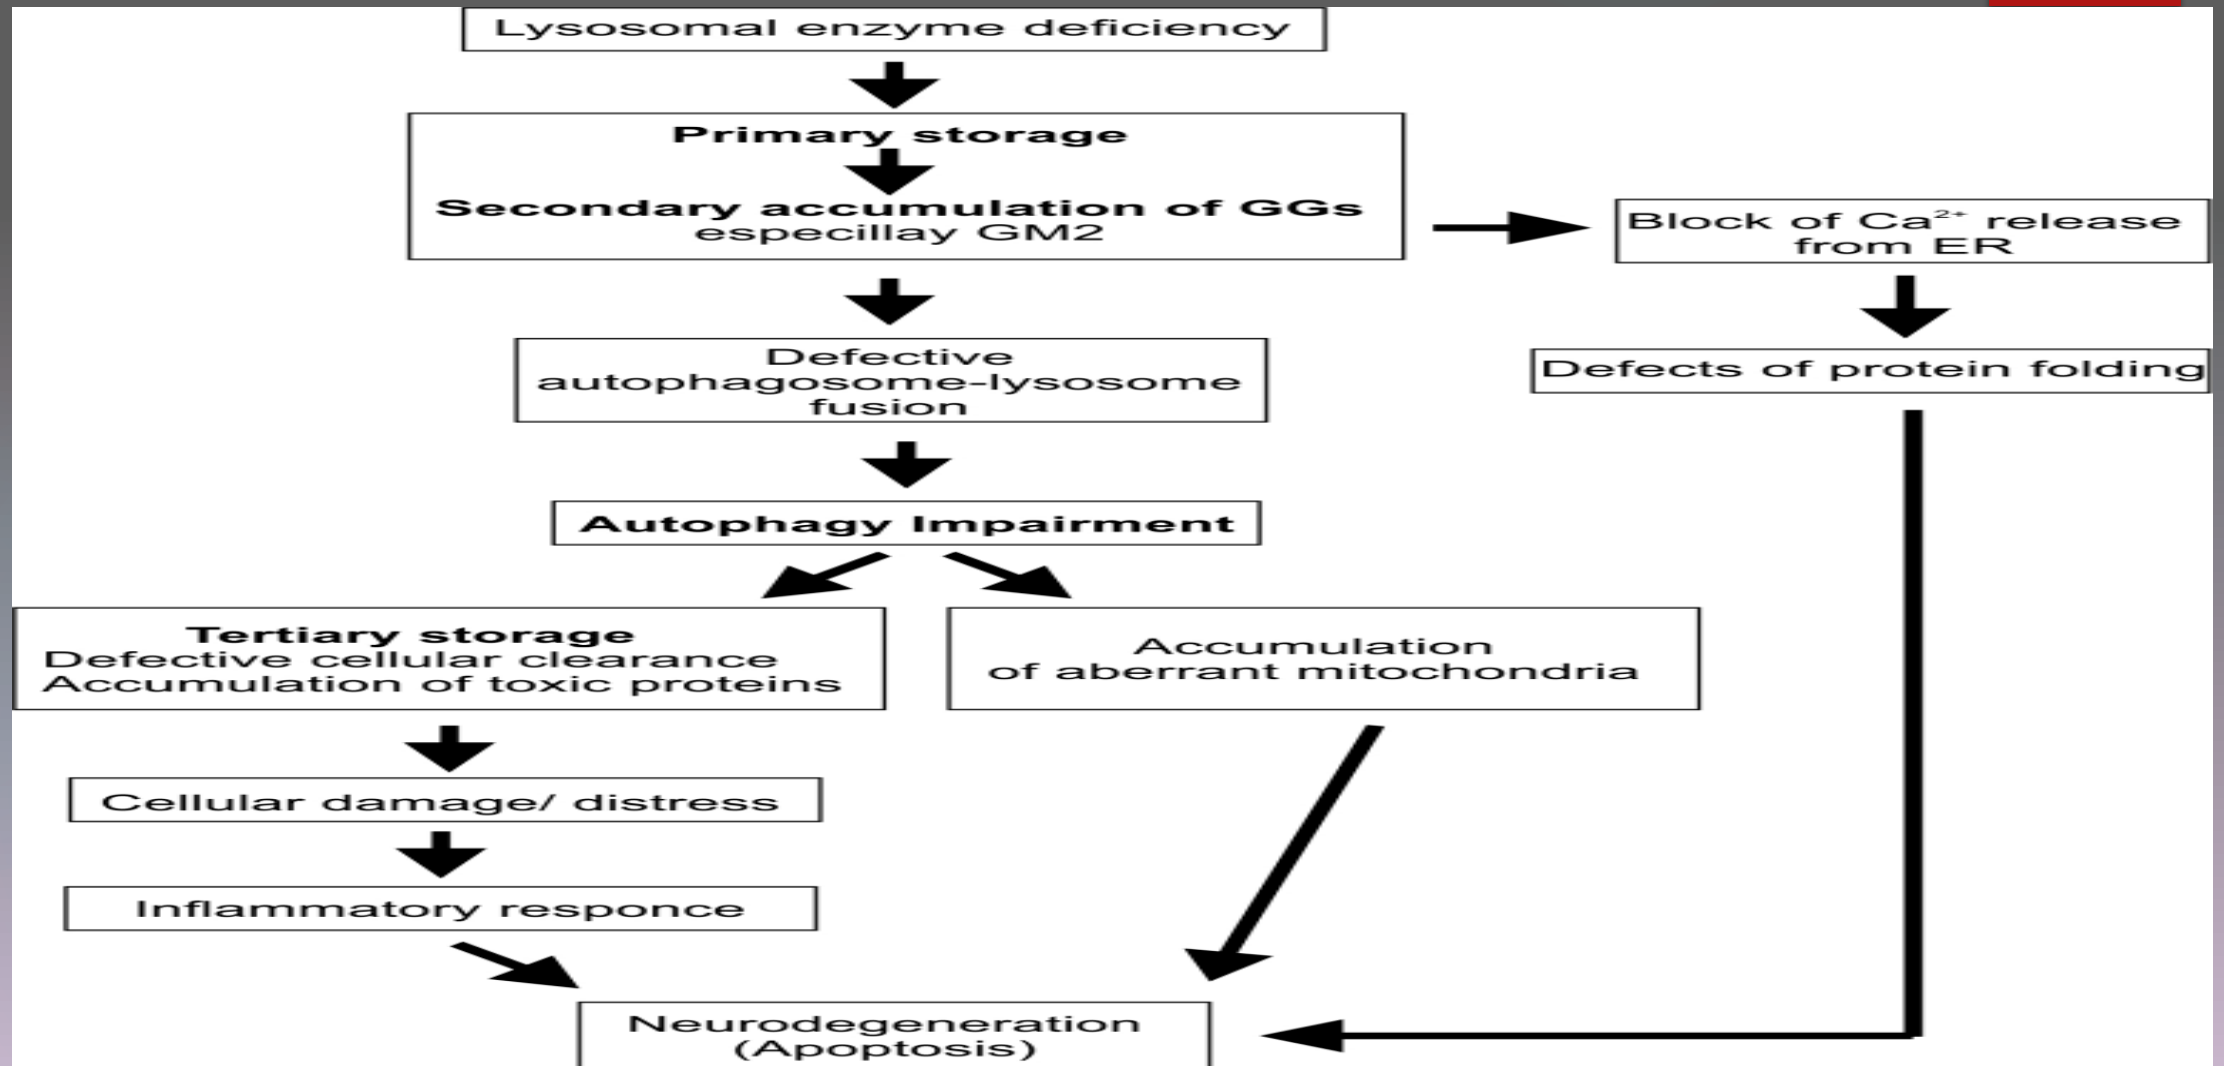 Lysosomal enzyme deficiency
Primary storage
Secondary accumulation of GGs
especillay GM2
Block of Ca²⁺ release
from ER
Defective
autophagosome-lysosome
fusion
Defects of protein folding
Autophagy Impairment
Tertiary storage
Defective cellular clearance
Accumulation of toxic proteins
Accumulation
of aberrant mitochondria
Cellular damage/ distress
Inflammatory responce
Neurodegeneration
(Apoptosis)